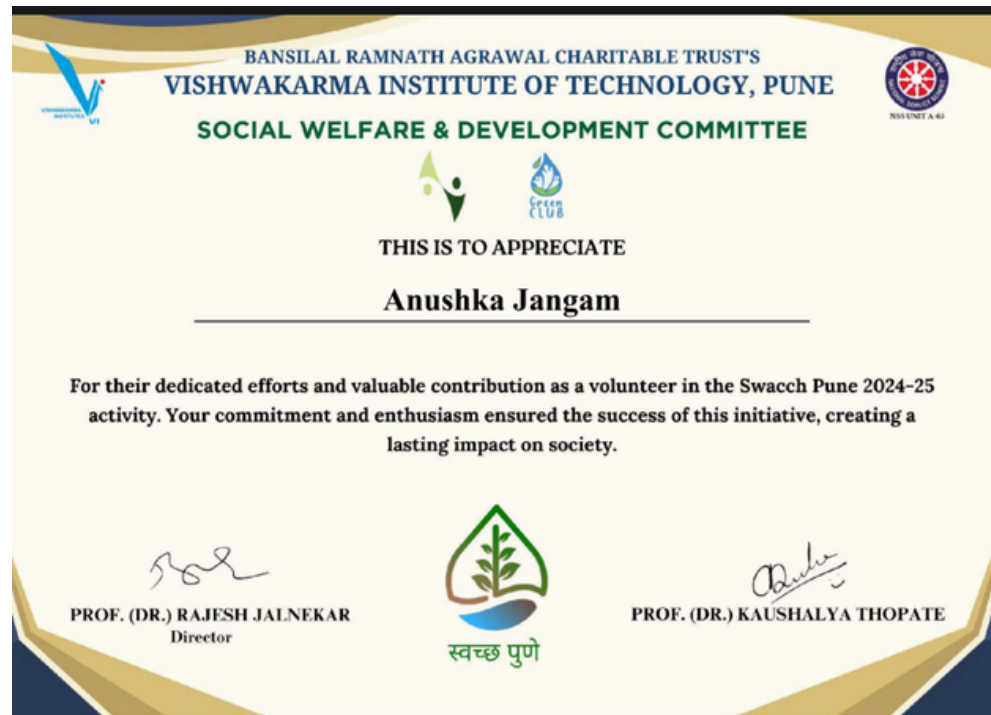 BANSILAL RAMNATH AGRAWAL CHARITABLE TRUST'S
VISHWAKARMA INSTITUTE OF TECHNOLOGY, PUNE
VISHWAKARMA
INSTITUTES
VI
NSS UNIT A-63
SOCIAL WELFARE & DEVELOPMENT COMMITTEE
Green
CLUB
THIS IS TO APPRECIATE
Anushka Jangam
For their dedicated efforts and valuable contribution as a volunteer in the Swacch Pune 2024-25
activity. Your commitment and enthusiasm ensured the success of this initiative, creating a
lasting impact on society.
PROF. (DR.) RAJESH JALNEKAR
Director
स्वच्छ पुणे
PROF. (DR.) KAUSHALYA THOPATE